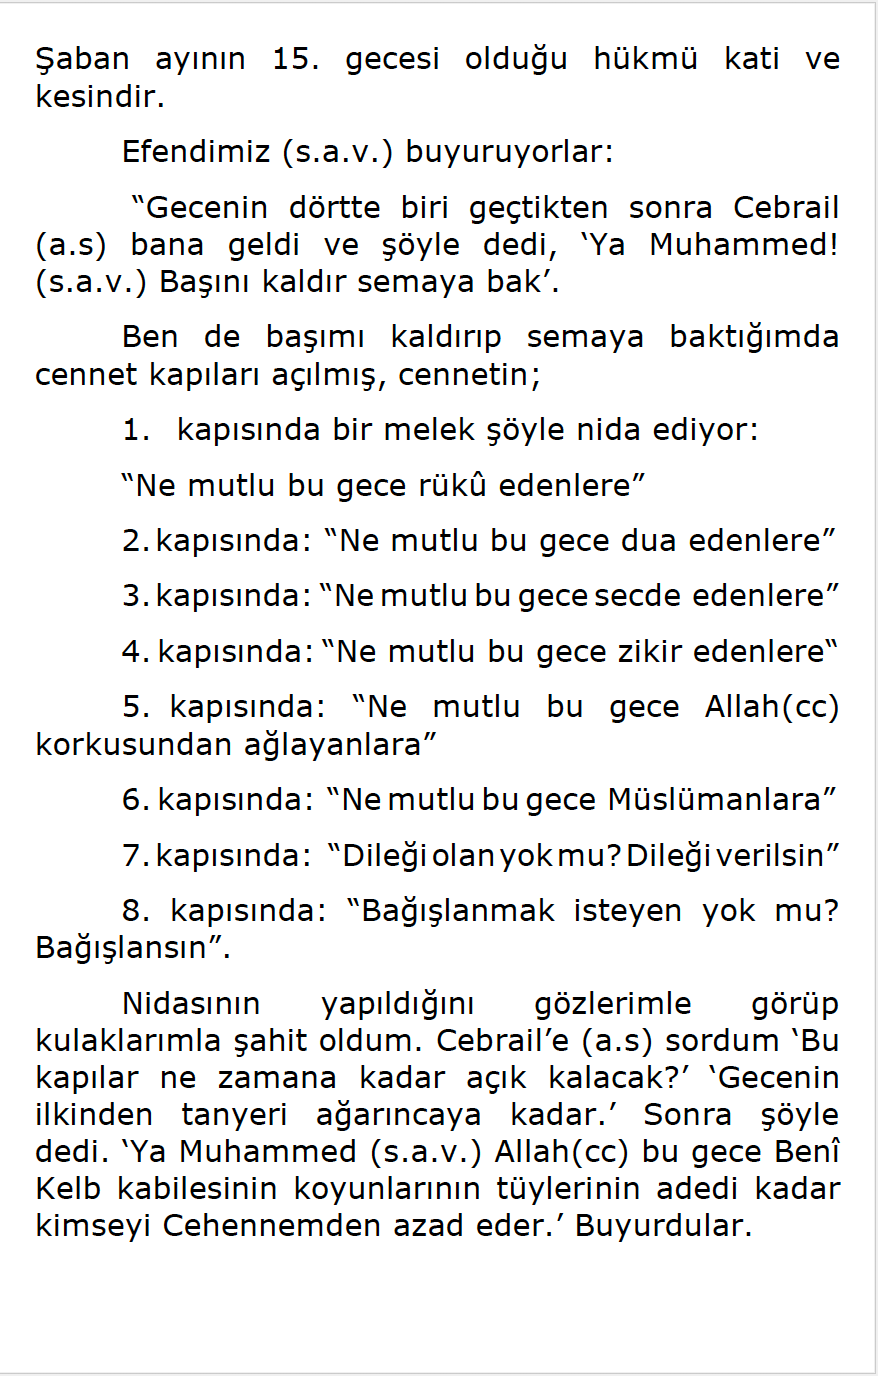 Şaban ayının 15. gecesi olduğu hükmü kati ve
kesindir.
Efendimiz (s.a.v.) buyuruyorlar:
“Gecenin dörtte biri geçtikten sonra Cebrail
(a.s) bana geldi ve şöyle dedi, ‘Ya Muhammed!
(s.a.v.) Başını kaldır semaya bak’.
Ben de başımı kaldırıp semaya baktığımda
cennet kapıları açılmış, cennetin;
1. kapısında bir melek şöyle nida ediyor:
“Ne mutlu bu gece rükû edenlere”
2. kapısında: “Ne mutlu bu gece dua edenlere”
3. kapısında: “Ne mutlu bu gece secde edenlere”
4. kapısında: “Ne mutlu bu gece zikir edenlere“
5. kapısında: “Ne mutlu bu gece Allah(cc)
korkusundan ağlayanlara”
6. kapısında: “Ne mutlu bu gece Müslümanlara”
7. kapısında: “Dileği olan yok mu? Dileği verilsin”
8. kapısında: “Bağışlanmak isteyen yok mu?
Bağışlansın”.
Nidasının yapıldığını gözlerimle görüp
kulaklarımla şahit oldum. Cebrail’e (a.s) sordum ‘Bu
kapılar ne zamana kadar açık kalacak?’ ‘Gecenin
ilkinden tanyeri ağarıncaya kadar.’ Sonra şöyle
dedi. ‘Ya Muhammed (s.a.v.) Allah(cc) bu gece Benî
Kelb kabilesinin koyunlarının tüylerinin adedi kadar
kimseyi Cehennemden azad eder.’ Buyurdular.